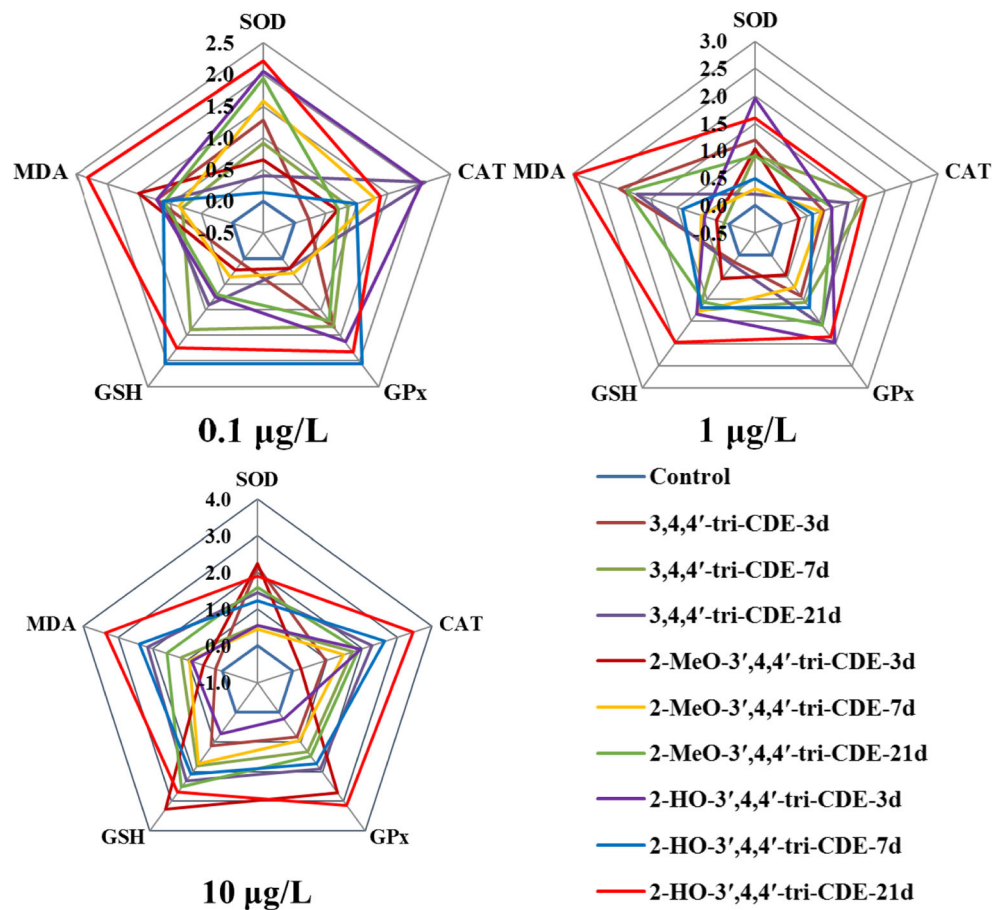 SOD
2.5
2.0
1.5
1.0
0.5
0.0
-0.5
MDA
CAT
GSH
GPx
0.1 μg/L
SOD
3.0
2.5
2.0
1.5
1.0
0.5
0.0
-0.5
MDA
CAT
GSH
GPx
1 μg/L
SOD
4.0
3.0
2.0
1.0
0.0
-1.0
MDA
CAT
GSH
GPx
10 μg/L
Control
3,4,4′-tri-CDE-3d
3,4,4′-tri-CDE-7d
3,4,4′-tri-CDE-21d
2-MeO-3′,4,4′-tri-CDE-3d
2-MeO-3′,4,4′-tri-CDE-7d
2-MeO-3′,4,4′-tri-CDE-21d
2-HO-3′,4,4′-tri-CDE-3d
2-HO-3′,4,4′-tri-CDE-7d
2-HO-3′,4,4′-tri-CDE-21d